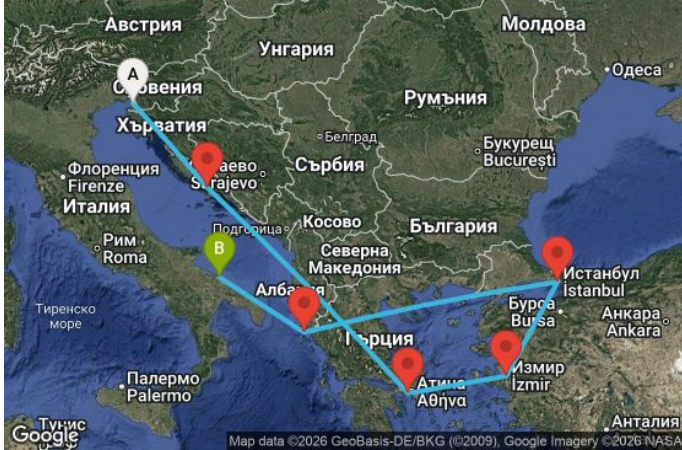 Австрия
Молдова
Унгария
A
Словения
Одеса
Румъния
Хърватия
Белград
Букурещ
București
Флоренция
Firenze
Сърбия
Sarajevo
Италия
Подгорица
Косово
България
B
Рим
Roma
Северна
Македония
Истанбул
İstanbul
Албания
Бурса
Bursa
Анкара
Ankara
Тиренско
море
Гърция
Измир
İzmir
Палермо
Palermo
Атина
Αθήνα
Анталия
Тунис
Google
Map data ©2026 GeoBasis-DE/BKG (©2009), Google Imagery ©2026 NASA